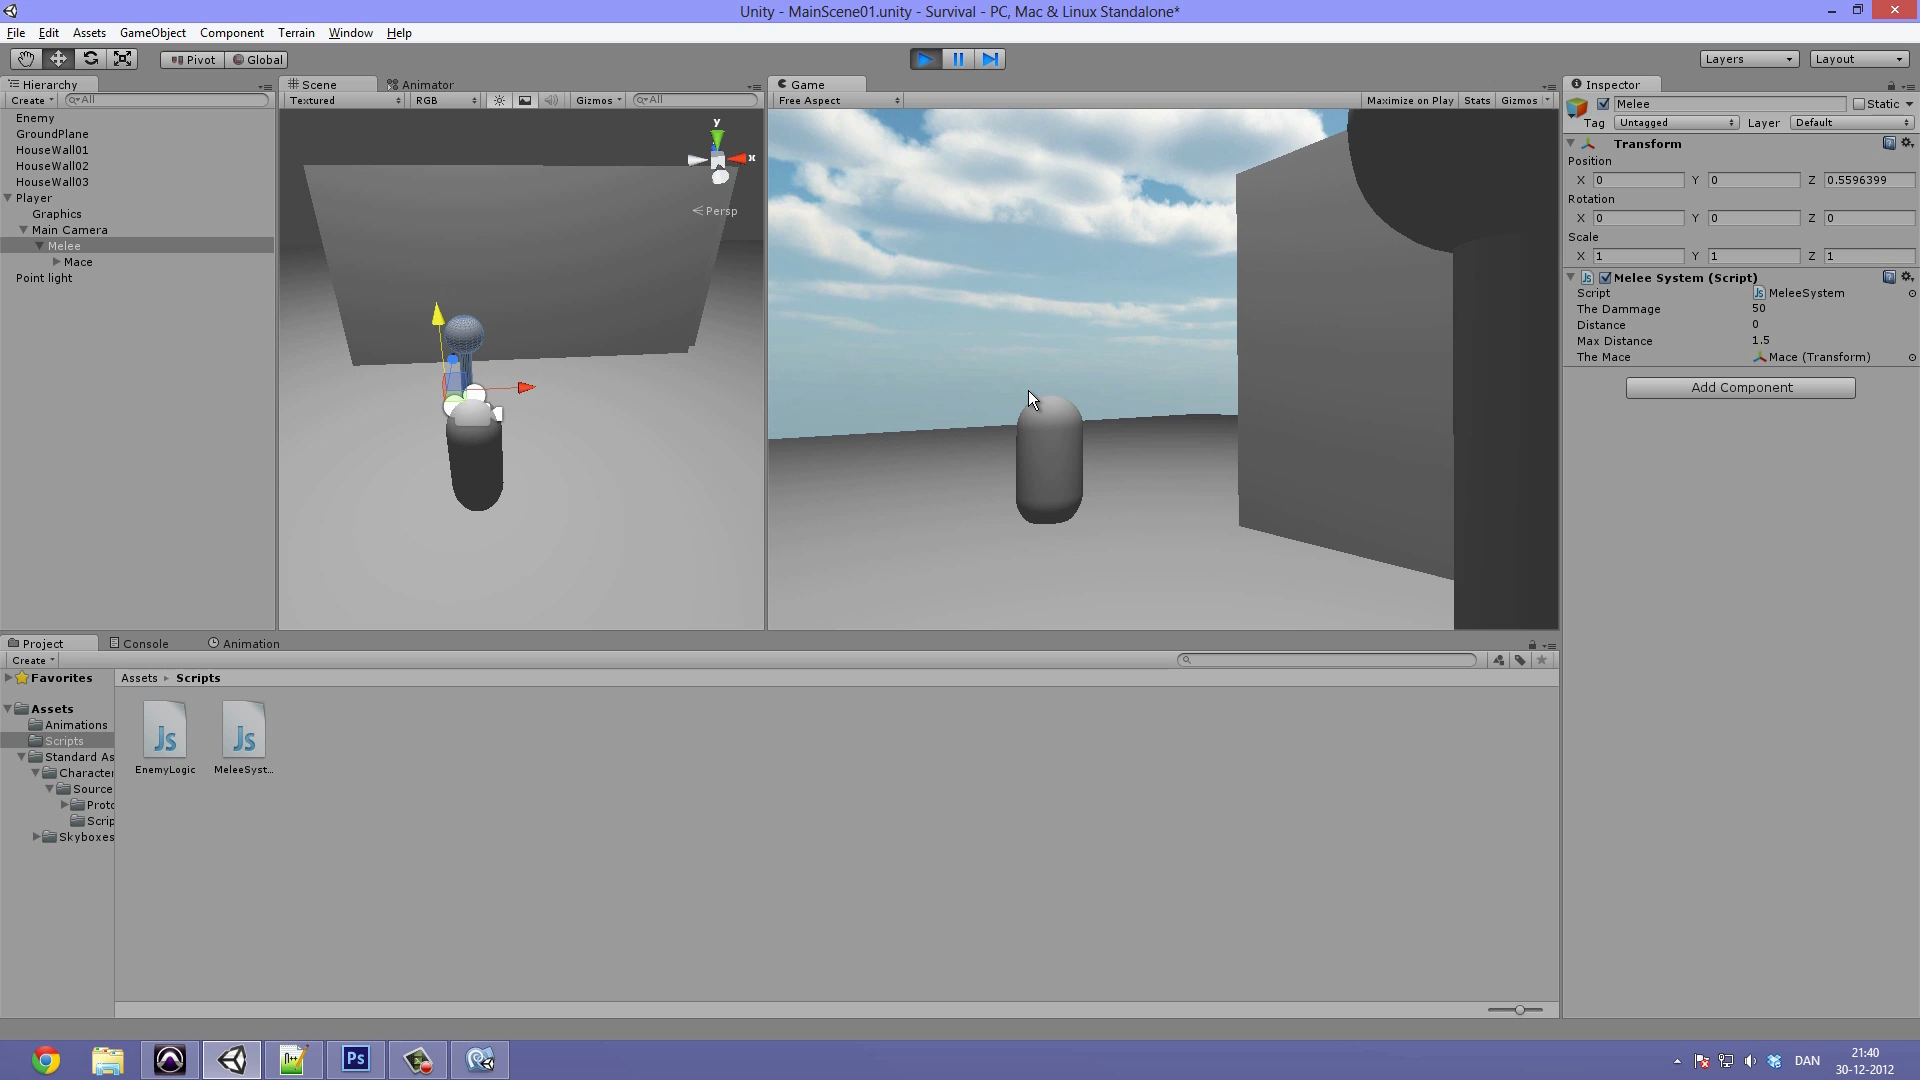 Unity - MainScene01.unity - Survival - PC, Mac & Linux Standalone*
File Edit Assets GameObject Component Terrain Window Help
Pivot Global Layers Layout
Hierarchy
Create All
Enemy
GroundPlane
HouseWall01
HouseWall02
HouseWall03
Player
Graphics
Main Camera
Melee
Mace
Point light
Scene Animator
Textured RGB Gizmos All
y
x
Persp
Game
Free Aspect Maximize on Play Stats Gizmos
Inspector
Melee Static
Tag Untagged Layer Default
Transform
Position
X 0 Y 0 Z 0.5596399
Rotation
X 0 Y 0 Z 0
Scale
X 1 Y 1 Z 1
Melee System (Script)
Script MeleeSystem
The Dammage 50
Distance 0
Max Distance 1.5
The Mace Mace (Transform)
Add Component
Project Console Animation
Create
Favorites
Assets
Animations
Scripts
Standard As
Character
Source
Proto
Scrip
Skyboxes
Assets Scripts
Js Js
EnemyLogic MeleeSyst...
Ps
DAN
21:40
30-12-2012